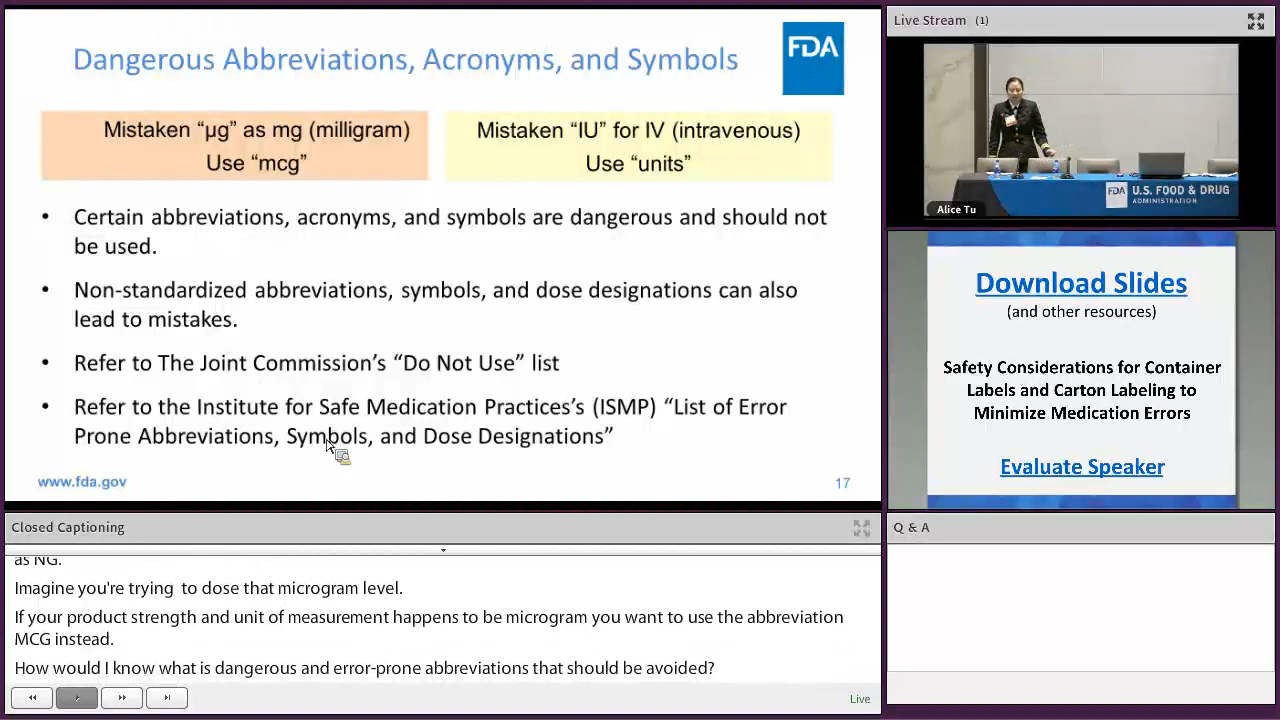 Dangerous Abbreviations, Acronyms, and Symbols
FDA
Mistaken “µg” as mg (milligram)
Use “mcg”
Mistaken “IU” for IV (intravenous)
Use “units”
• Certain abbreviations, acronyms, and symbols are dangerous and should not
be used.
• Non-standardized abbreviations, symbols, and dose designations can also
lead to mistakes.
• Refer to The Joint Commission’s “Do Not Use” list
• Refer to the Institute for Safe Medication Practices’s (ISMP) “List of Error
Prone Abbreviations, Symbols, and Dose Designations”
www.fda.gov
17
Live Stream (1)
FDA
U.S. FOOD & DRUG
ADMINISTRATION
Alice Tu
Download Slides
(and other resources)
Safety Considerations for Container
Labels and Carton Labeling to
Minimize Medication Errors
Evaluate Speaker
Closed Captioning
as NG.
Imagine you're trying  to dose that microgram level.
If your product strength and unit of measurement happens to be microgram you want to use the abbreviation
MCG instead.
How would I know what is dangerous and error-prone abbreviations that should be avoided?
Live
Q & A